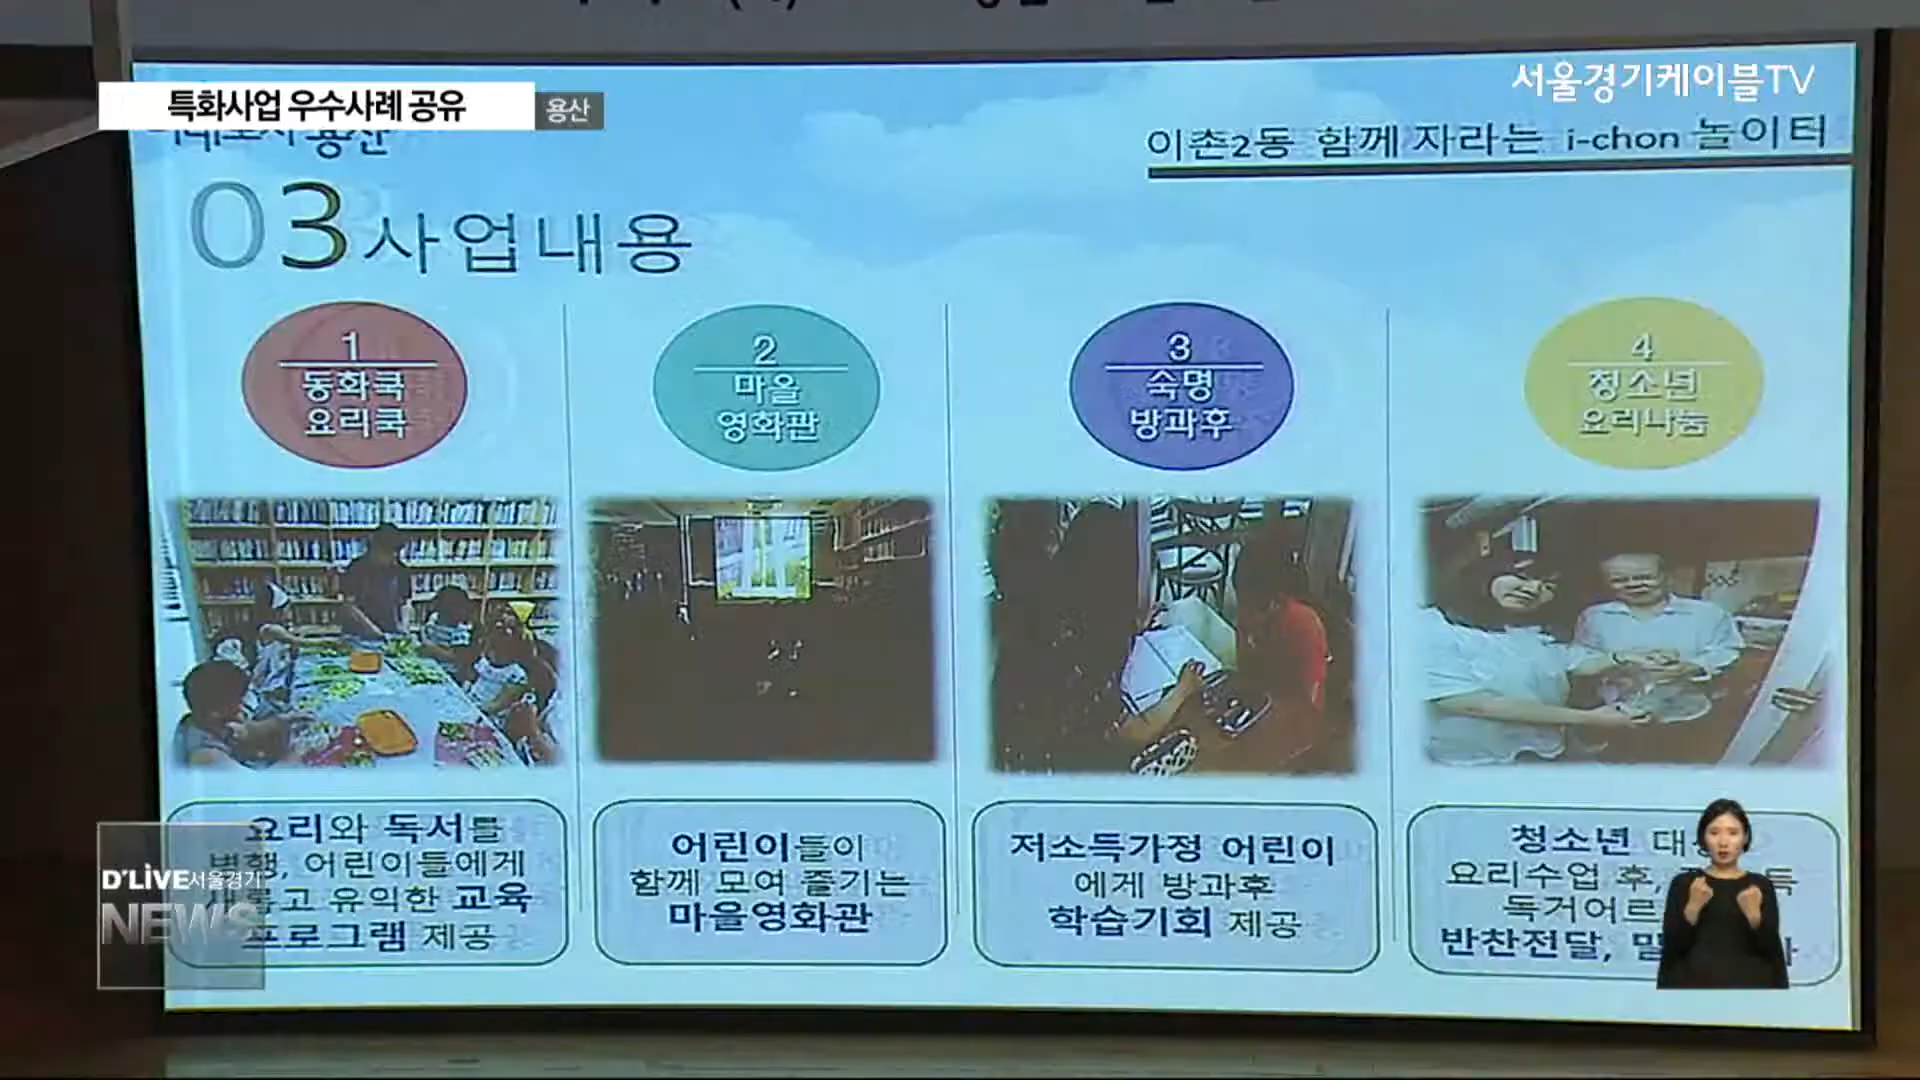 서울경기케이블TV
특화사업 우수사례 공유
용산
용산
이촌2동 함께 자라는 i-chon 놀이터
03 사업내용
1
동화쿡
요리쿡
2
마을
영화관
3
숙명
방과후
4
청소년
요리나눔
요리와 독서를
병행, 어린이들에게
새롭고 유익한 교육
프로그램 제공
어린이들이
함께 모여 즐기는
마을영화관
저소득가정 어린이
에게 방과후
학습기회 제공
청소년
요리수업 후,
반찬전달,
D'LIVE서울경기
NEWS